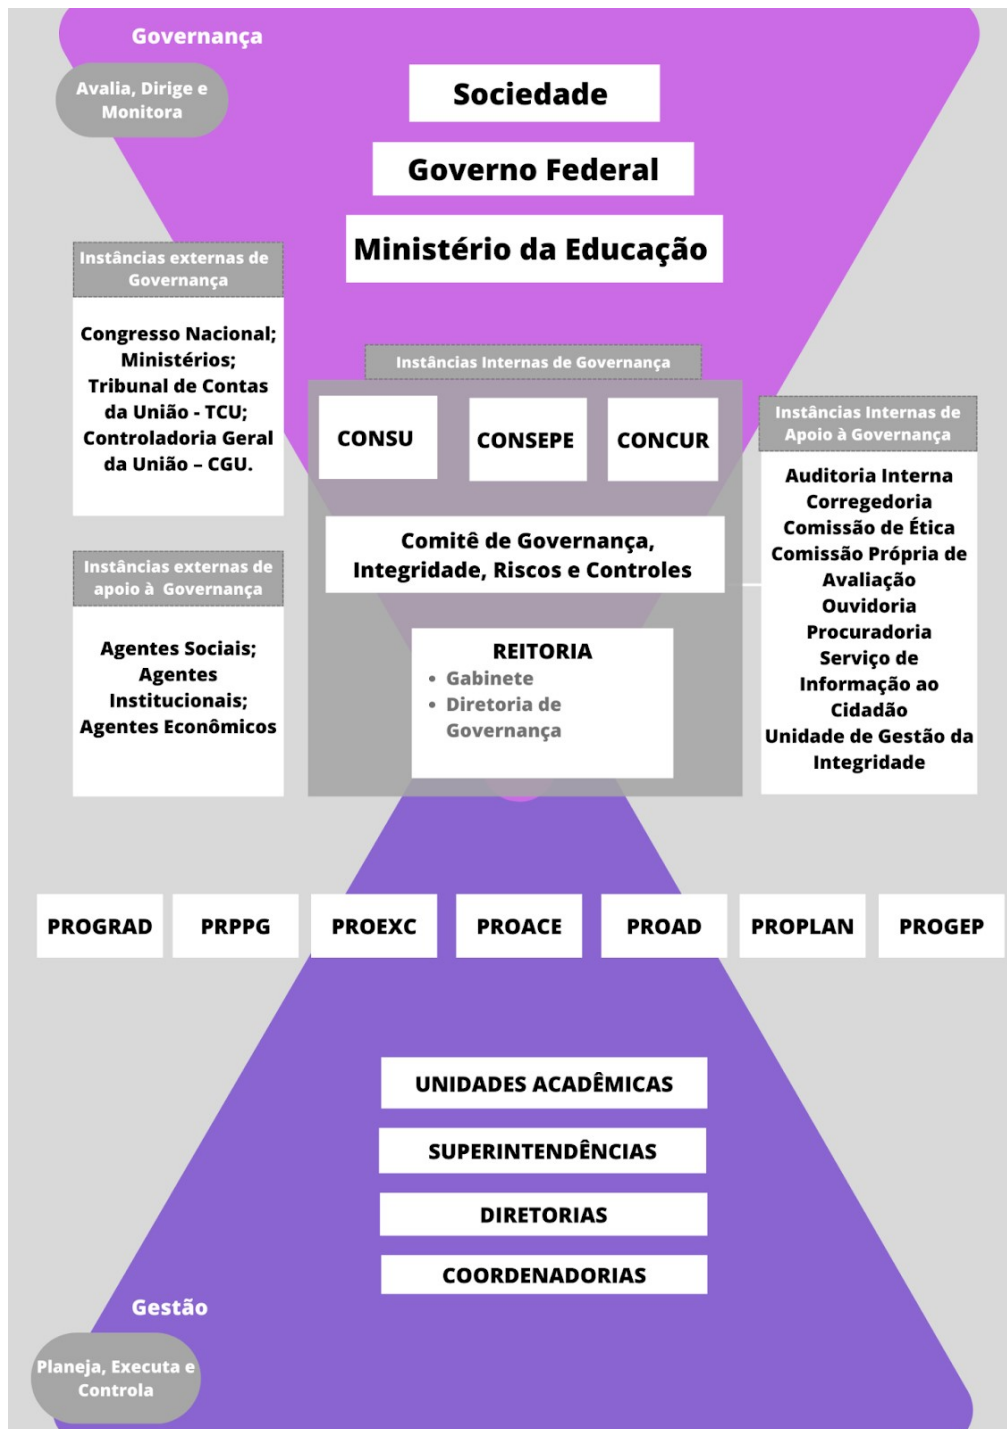 Governança
Avalia, Dirige e
Monitora
Sociedade
Governo Federal
Ministério da Educação
Instâncias externas de
Governança
Congresso Nacional;
Ministérios;
Tribunal de Contas
da União - TCU;
Controladoria Geral
da União – CGU.
Instâncias externas de
apoio à Governança
Agentes Sociais;
Agentes
Institucionais;
Agentes Econômicos
Instâncias Internas de Governança
CONSU
CONSEPE
CONCUR
Comitê de Governança,
Integridade, Riscos e Controles
REITORIA
• Gabinete
• Diretoria de
Governança
Instâncias Internas de
Apoio à Governança
Auditoria Interna
Corregedoria
Comissão de Ética
Comissão Própria de
Avaliação
Ouvidoria
Procuradoria
Serviço de
Informação ao
Cidadão
Unidade de Gestão da
Integridade
PROGRAD
PRPPG
PROEXC
PROACE
PROAD
PROPLAN
PROGEP
UNIDADES ACADÊMICAS
SUPERINTENDÊNCIAS
DIRETORIAS
COORDENADORIAS
Gestão
Planeja, Executa e
Controla